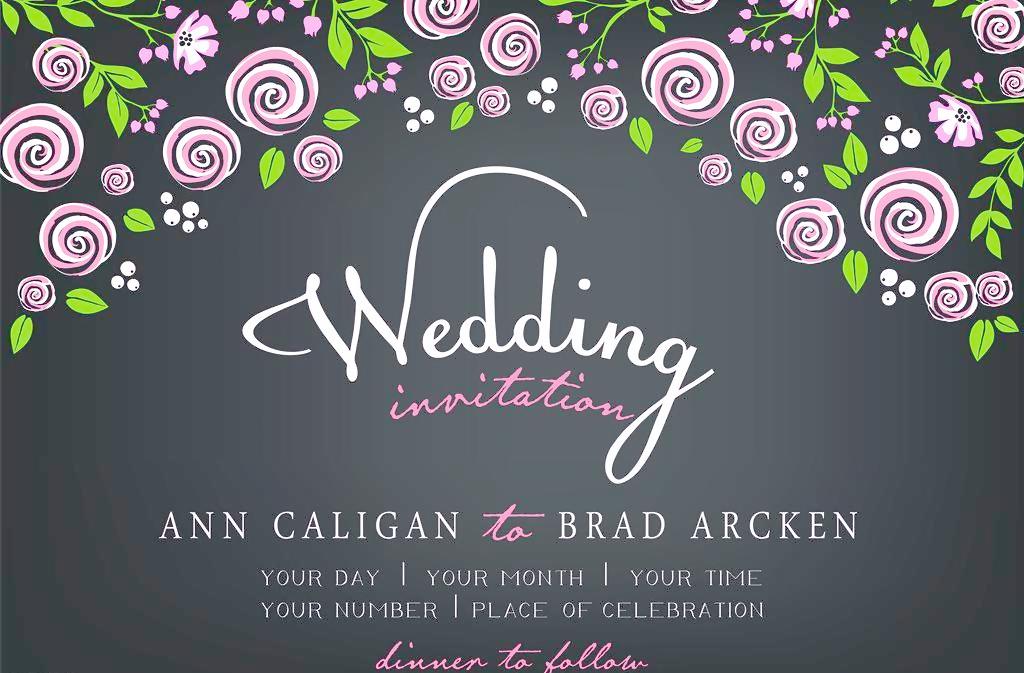 Wedding
invitation
ANN CALIGAN to BRAD ARCKEN
YOUR DAY | YOUR MONTH | YOUR TIME
YOUR NUMBER | PLACE OF CELEBRATION
dinner to follow